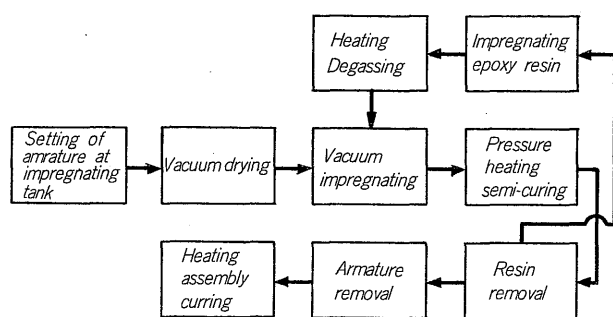 Heating
Degassing
Impregnating
epoxy resin
Setting of
amrature at
impregnating
tank
Vacuum drying
Vacuum
impregnating
Pressure
heating
semi-curing
Heating
assembly
curring
Armature
removal
Resin
removal